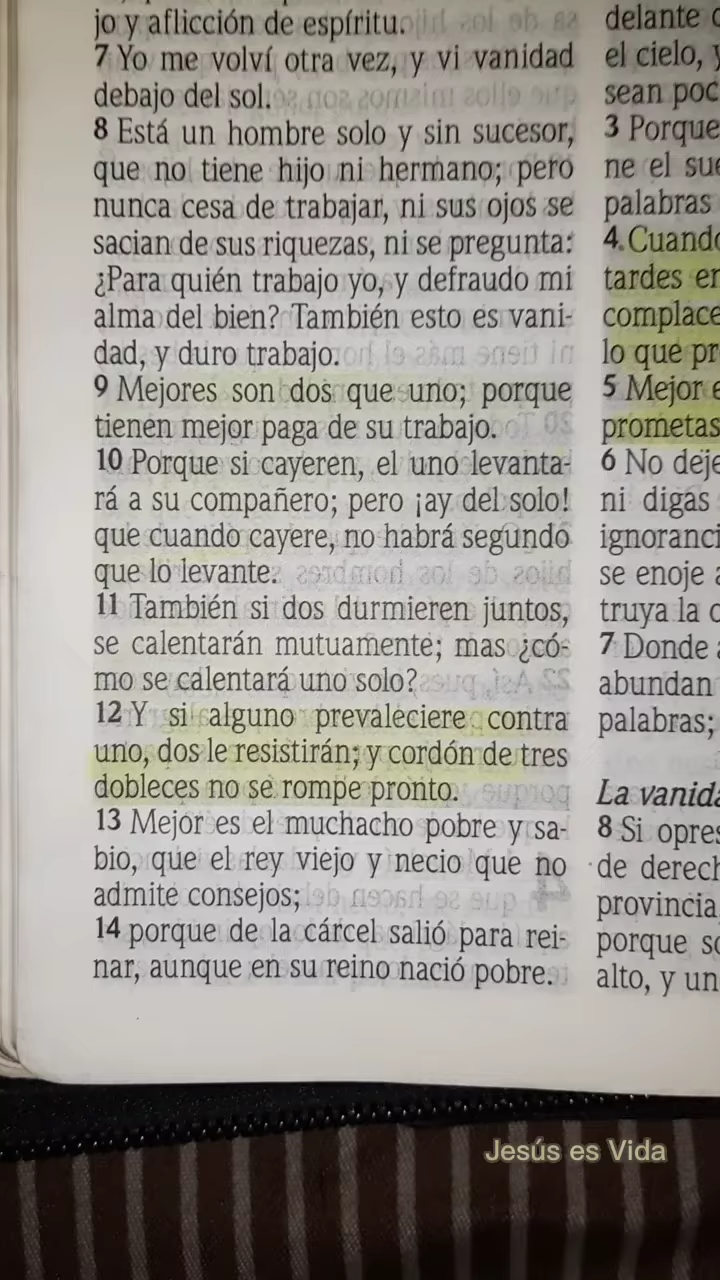 jo y aflicción de espíritu.
7 Yo me volví otra vez, y vi vanidad
debajo del sol.
8 Está un hombre solo y sin sucesor,
que no tiene hijo ni hermano; pero
nunca cesa de trabajar, ni sus ojos se
sacian de sus riquezas, ni se pregunta:
¿Para quién trabajo yo, y defraudo mi
alma del bien? También esto es vani-
dad, y duro trabajo.
9 Mejores son dos que uno; porque
tienen mejor paga de su trabajo.
10 Porque si cayeren, el uno levanta-
rá a su compañero; pero ¡ay del solo!
que cuando cayere, no habrá segundo
que lo levante.
11 También si dos durmieren juntos,
se calentarán mutuamente; mas ¿có-
mo se calentará uno solo?
12 Y si alguno prevaleciere contra
uno, dos le resistirán; y cordón de tres
dobleces no se rompe pronto.
13 Mejor es el muchacho pobre y sa-
bio, que el rey viejo y necio que no
admite consejos;
14 porque de la cárcel salió para rei-
nar, aunque en su reino nació pobre.
delante
el cielo,
sean poc
3 Porque
ne el sue
palabras
4 Cuando
tardes en
complace
lo que pr
5 Mejor e
prometas
6 No deje
ni digas
ignoranci
se enoje a
truya la o
7 Donde a
abundan
palabras;
La vanida
8 Si opres
de derech
provincia
porque so
alto, y un
Jesús es Vida